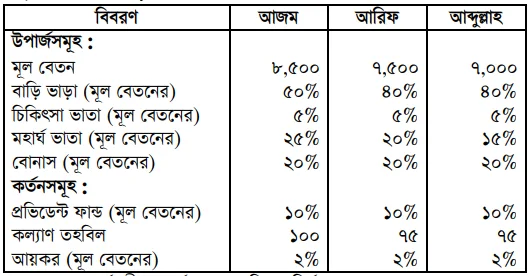 বিবরণ আজম আরিফ আব্দুল্লাহ
উপার্জসমূহ :
মূল বেতন ৮,৫০০ ৭,৫০০ ৭,০০০
বাড়ি ভাড়া (মূল বেতনের) ৫০% ৪০% ৪০%
চিকিৎসা ভাতা (মূল বেতনের) ৫% ৫% ৫%
মহার্ঘ ভাতা (মূল বেতনের) ২৫% ২০% ১৫%
বোনাস (মূল বেতনের) ২০% ২০% ২০%
কর্তনসমূহ :
প্রভিডেন্ট ফান্ড (মূল বেতনের) ১০% ১০% ১০%
কল্যাণ তহবিল ১০০ ৭৫ ৭৫
আয়কর (মূল বেতনের) ২% ২% ২%